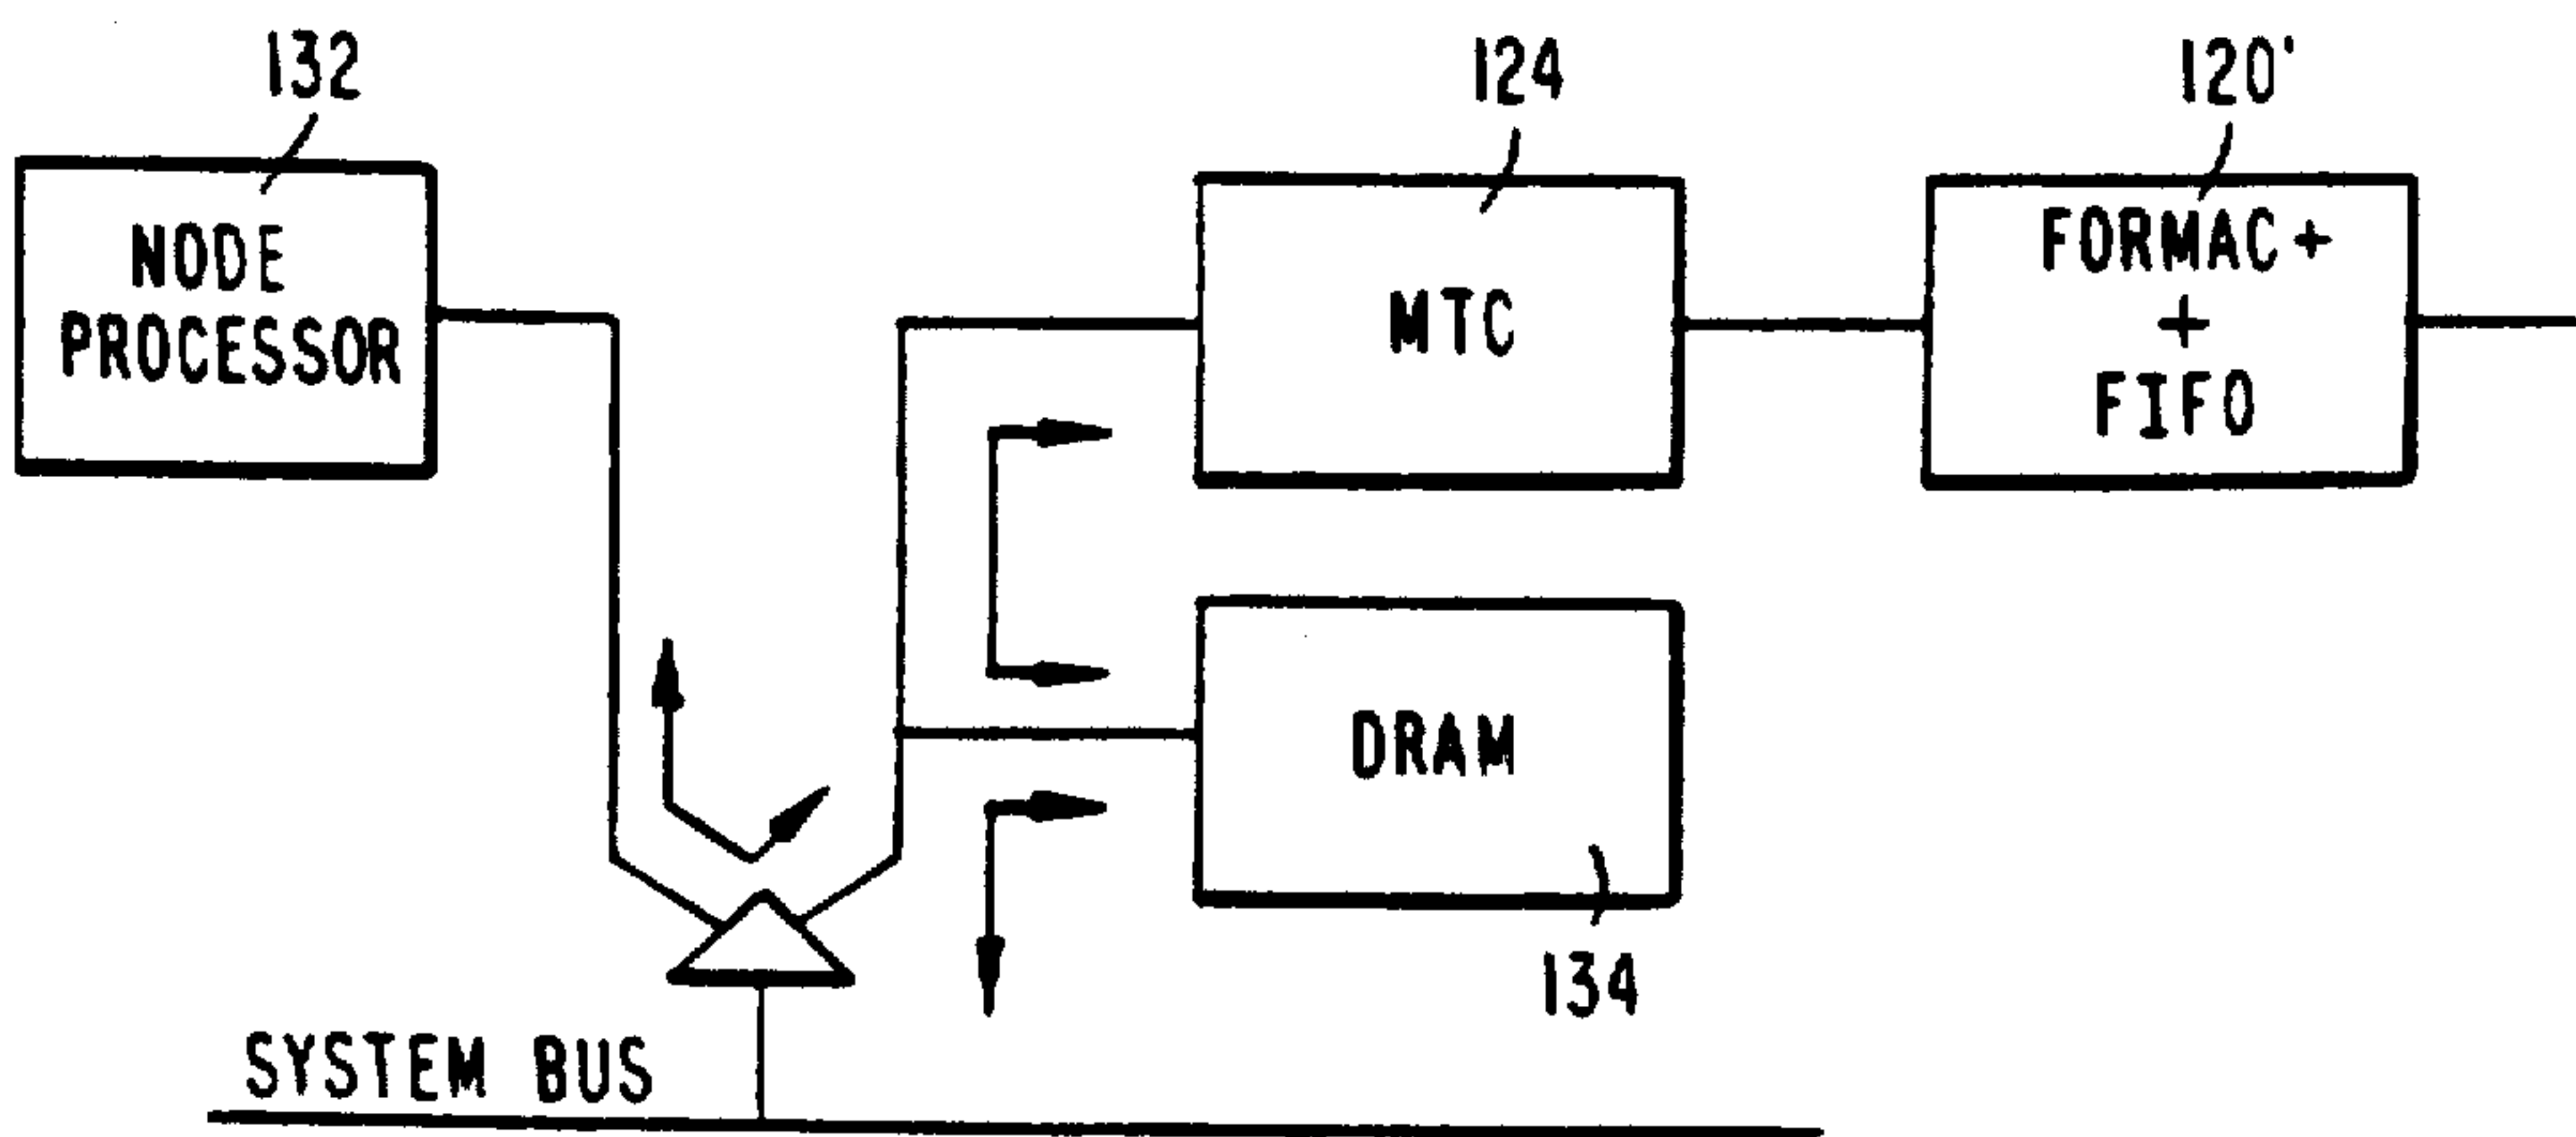 132
124
120'
NODE
PROCESSOR
MTC
FORMAC+
+
FIFO
DRAM
134
SYSTEM BUS